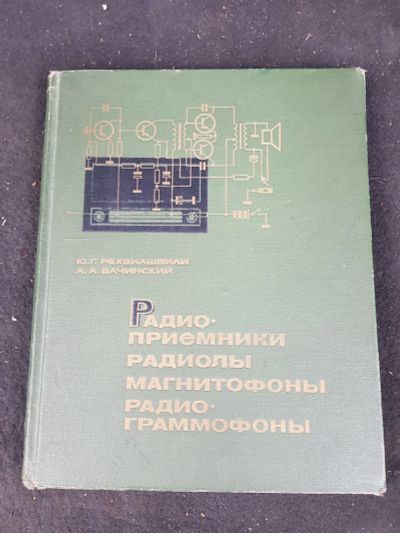 Ю.Г. РЕХВИАШВИЛИ
А.А. ВАЧИНСКИЙ
РАДИО-
ПРИЕМНИКИ
РАДИОЛЫ
МАГНИТОФОНЫ
РАДИО-
ГРАММОФОНЫ